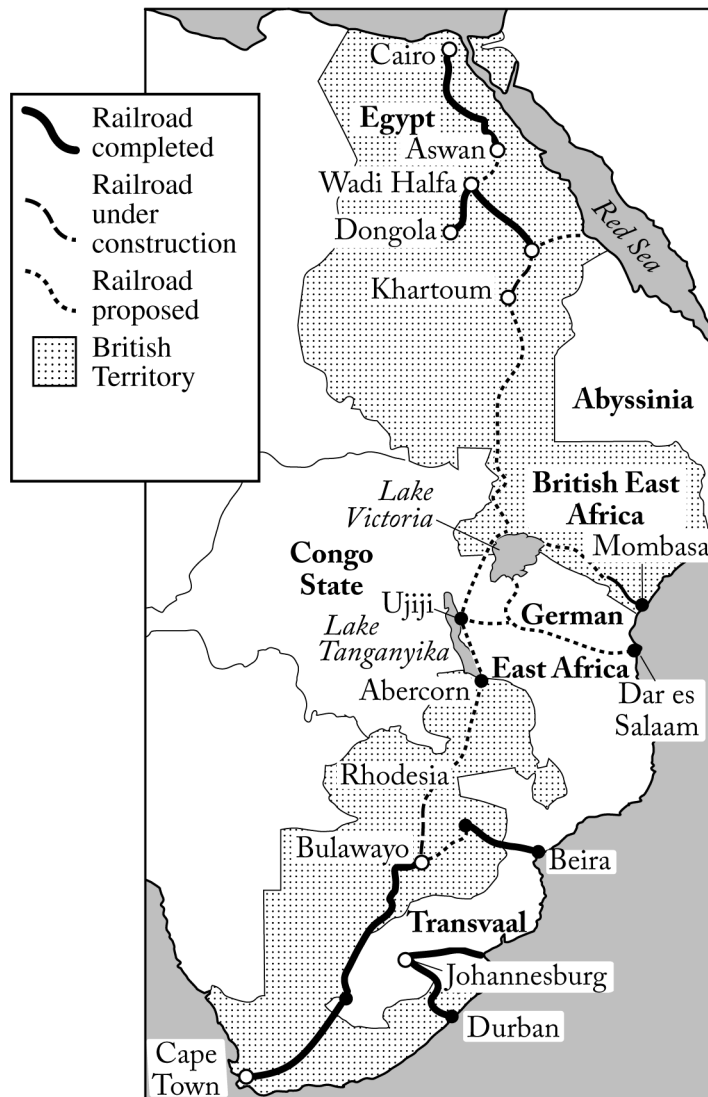 Railroad
completed
Railroad
under
construction
Railroad
proposed
British
Territory
Cairo
Egypt
Aswan
Wadi Halfa
Dongola
Red Sea
Khartoum
Abyssinia
Lake
Victoria
British East
Africa
Mombasa
Congo
State
Ujiji
German
East Africa
Lake
Tanganyika
Abercorn
Dar es
Salaam
Rhodesia
Bulawayo
Beira
Transvaal
Johannesburg
Durban
Cape
Town